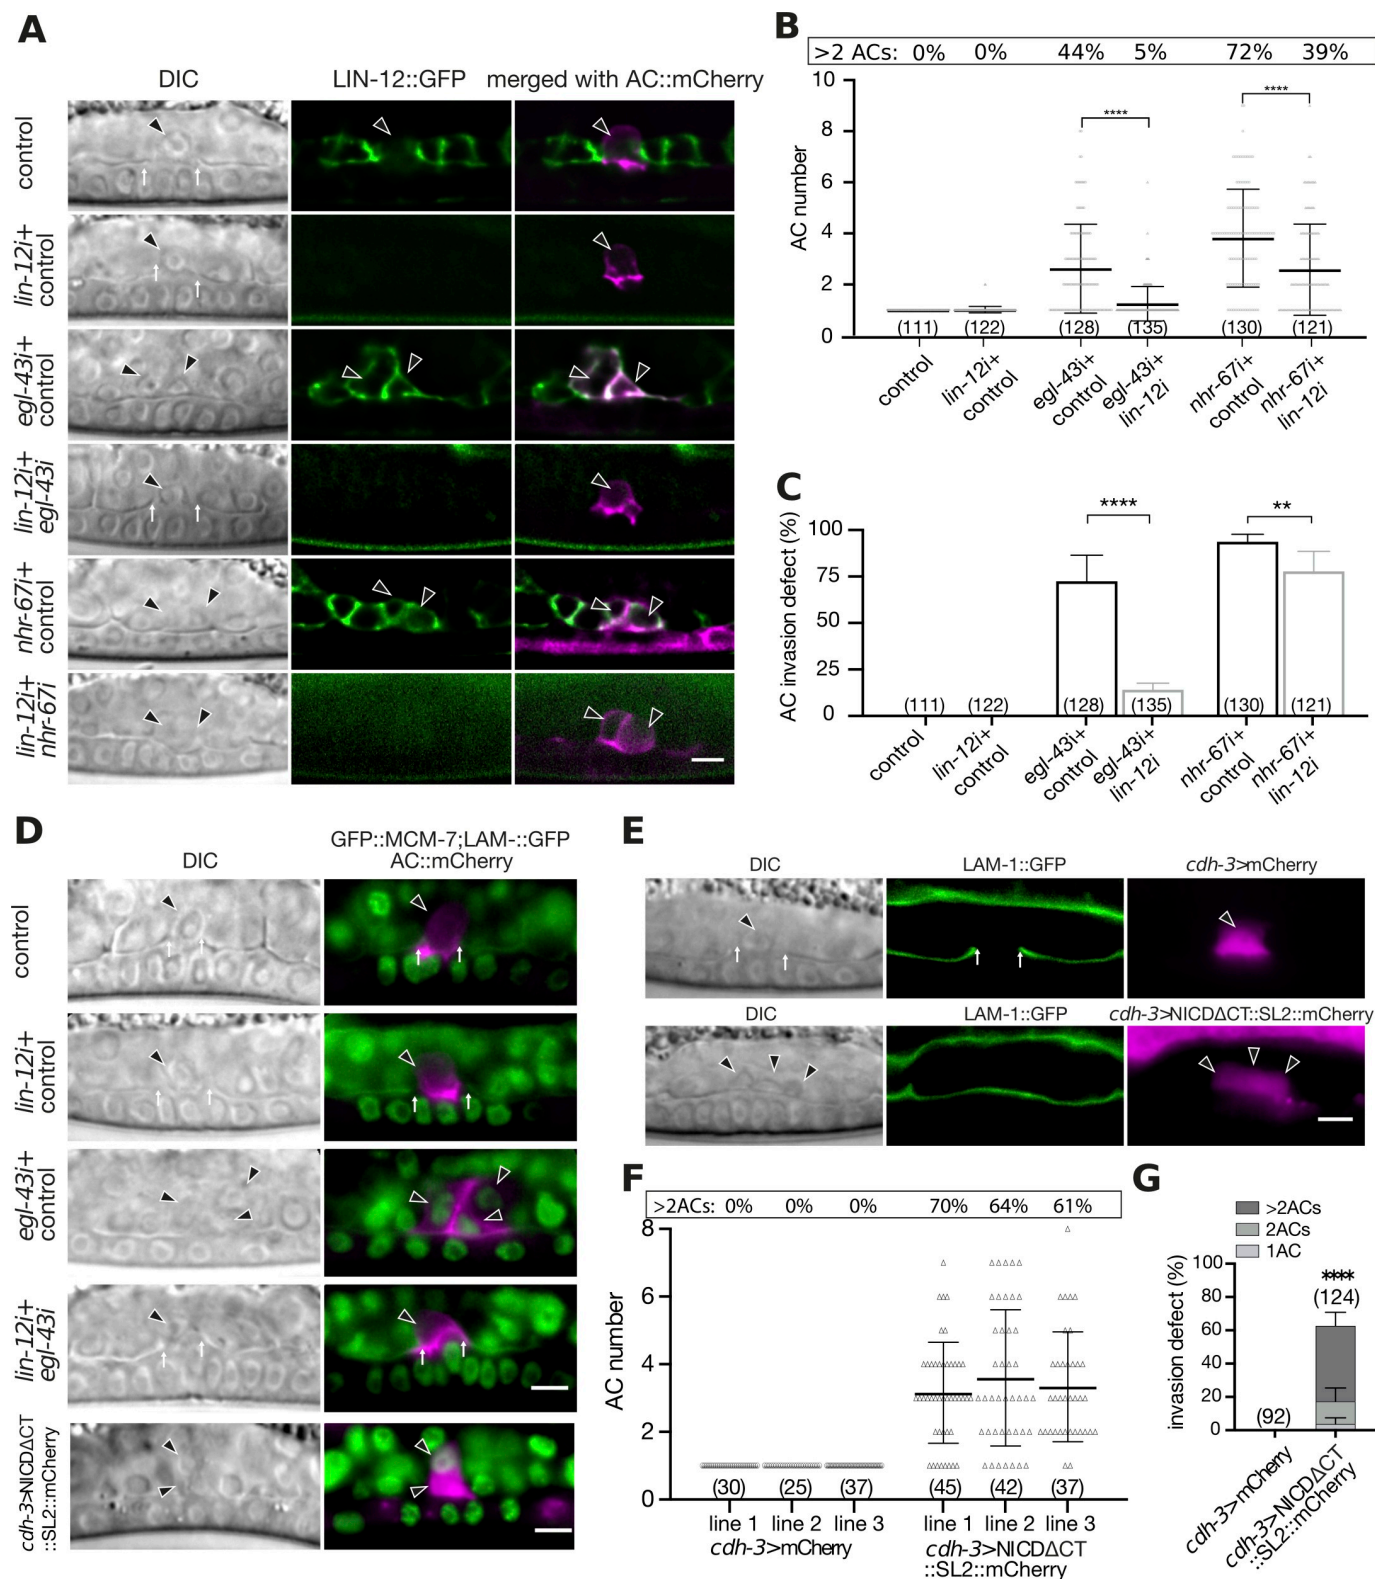 A
DIC
LIN-12::GFP
merged with AC::mCherry
control
lin-12i+
control
egl-43i+
control
lin-12i+
egl-43i
nhr-67i+
control
lin-12i+
nhr-67i
B
>2 ACs: 0% 0% 44% 5% 72% 39%
10
8
6
4
2
0
AC number
**** ****
(111) (122) (128) (135) (130) (121)
control
lin-12i+
control
egl-43i+
control
egl-43i+
lin-12i
nhr-67i+
control
nhr-67i+
lin-12i
C
AC invasion defect (%)
100
75
50
25
0
**** **
(111) (122) (128) (135) (130) (121)
control
lin-12i+
control
egl-43i+
control
egl-43i+
lin-12i
nhr-67i+
control
nhr-67i+
lin-12i
D
DIC
GFP::MCM-7;LAM-::GFP
AC::mCherry
control
lin-12i+
control
egl-43i+
control
lin-12i+
egl-43i
cdh-3>NICDΔCT
::SL2::mCherry
E
DIC LAM-1::GFP cdh-3>mCherry
DIC LAM-1::GFP cdh-3>NICDΔCT::SL2::mCherry
F
>2ACs: 0% 0% 0% 70% 64% 61%
8
6
4
2
0
AC number
(30) (25) (37) (45) (42) (37)
line 1 line 2 line 3 line 1 line 2 line 3
cdh-3>mCherry cdh-3>NICDΔCT
::SL2::mCherry
G
>2ACs
2ACs
1AC
invasion defect (%)
100
80
60
40
20
0
****
(124)
(92)
cdh-3>mCherry
cdh-3>NICDΔCT
::SL2::mCherry